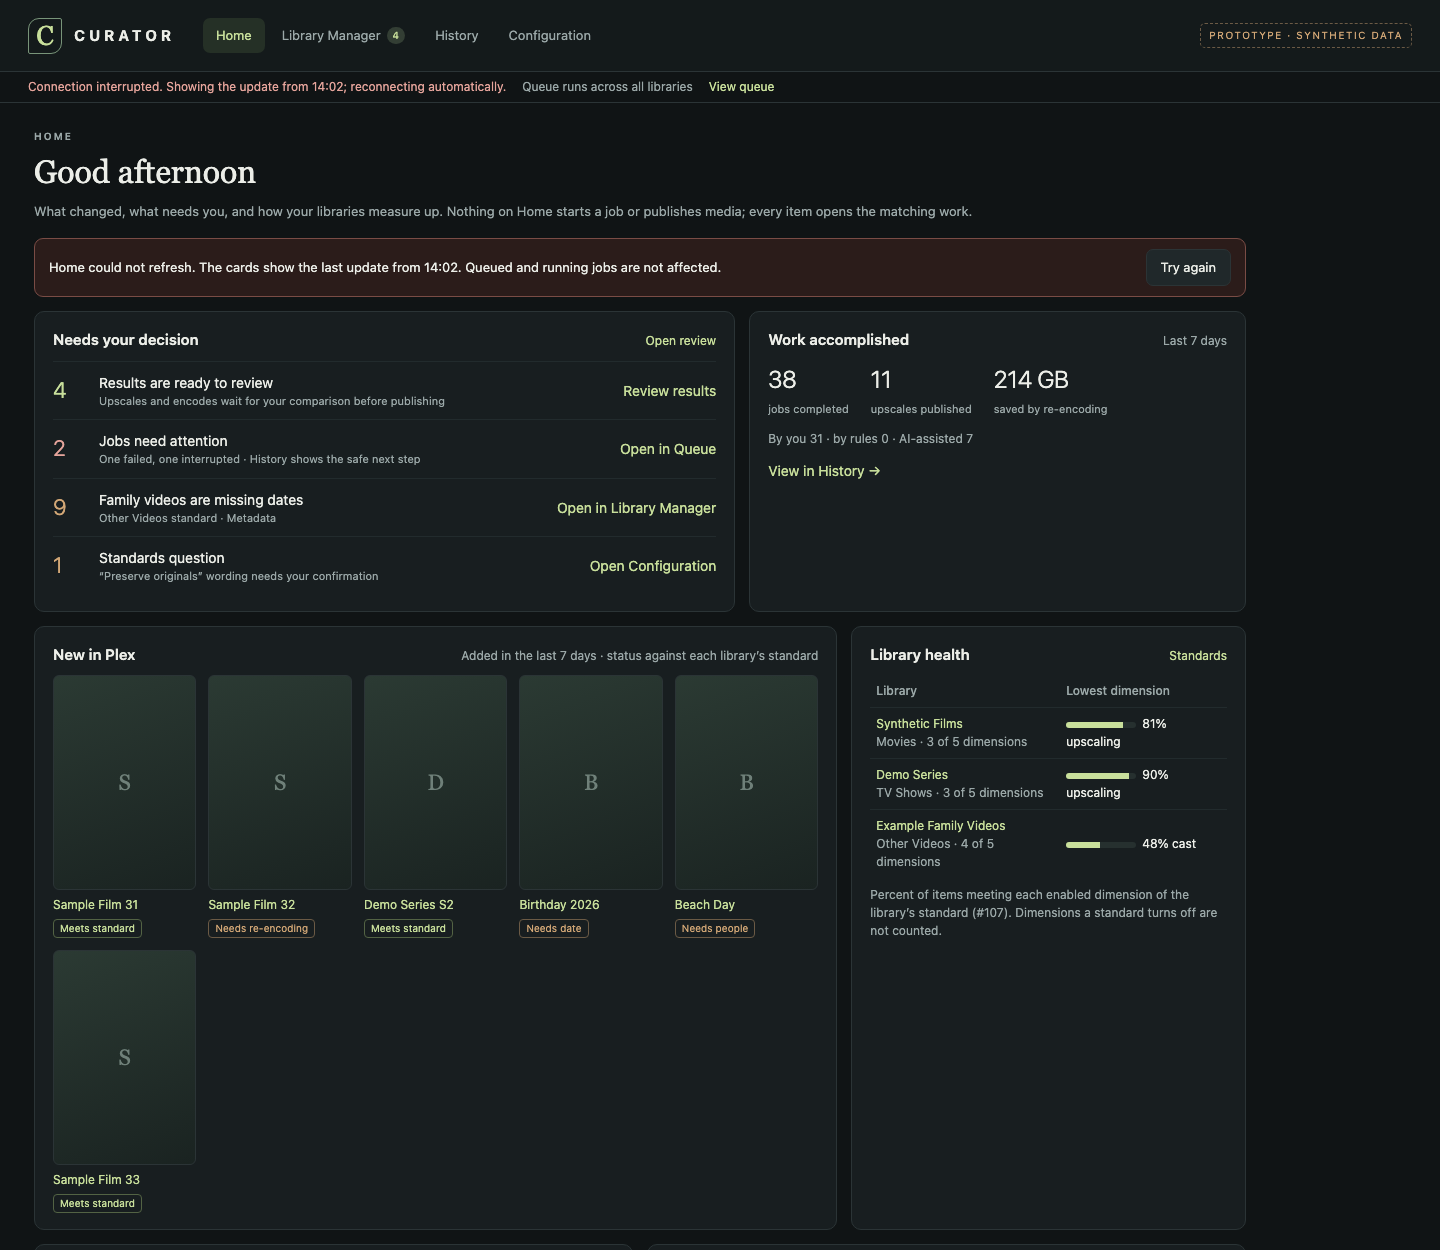 C CURATOR
Home
Library Manager 4
History
Configuration
PROTOTYPE · SYNTHETIC DATA
Connection interrupted. Showing the update from 14:02; reconnecting automatically. Queue runs across all libraries View queue
HOME
Good afternoon
What changed, what needs you, and how your libraries measure up. Nothing on Home starts a job or publishes media; every item opens the matching work.
Home could not refresh. The cards show the last update from 14:02. Queued and running jobs are not affected.
Try again
Needs your decision
Open review
4
Results are ready to review
Upscales and encodes wait for your comparison before publishing
Review results
2
Jobs need attention
One failed, one interrupted · History shows the safe next step
Open in Queue
9
Family videos are missing dates
Other Videos standard · Metadata
Open in Library Manager
1
Standards question
“Preserve originals” wording needs your confirmation
Open Configuration
Work accomplished
Last 7 days
38
jobs completed
11
upscales published
214 GB
saved by re-encoding
By you 31 · by rules 0 · AI-assisted 7
View in History →
New in Plex
Added in the last 7 days · status against each library’s standard
S
Sample Film 31
Meets standard
S
Sample Film 32
Needs re-encoding
D
Demo Series S2
Meets standard
B
Birthday 2026
Needs date
B
Beach Day
Needs people
S
Sample Film 33
Meets standard
Library health
Standards
Library
Lowest dimension
Synthetic Films
Movies · 3 of 5 dimensions
81%
upscaling
Demo Series
TV Shows · 3 of 5 dimensions
90%
upscaling
Example Family Videos
Other Videos · 4 of 5
dimensions
48% cast
Percent of items meeting each enabled dimension of the
library’s standard (#107). Dimensions a standard turns off are
not counted.